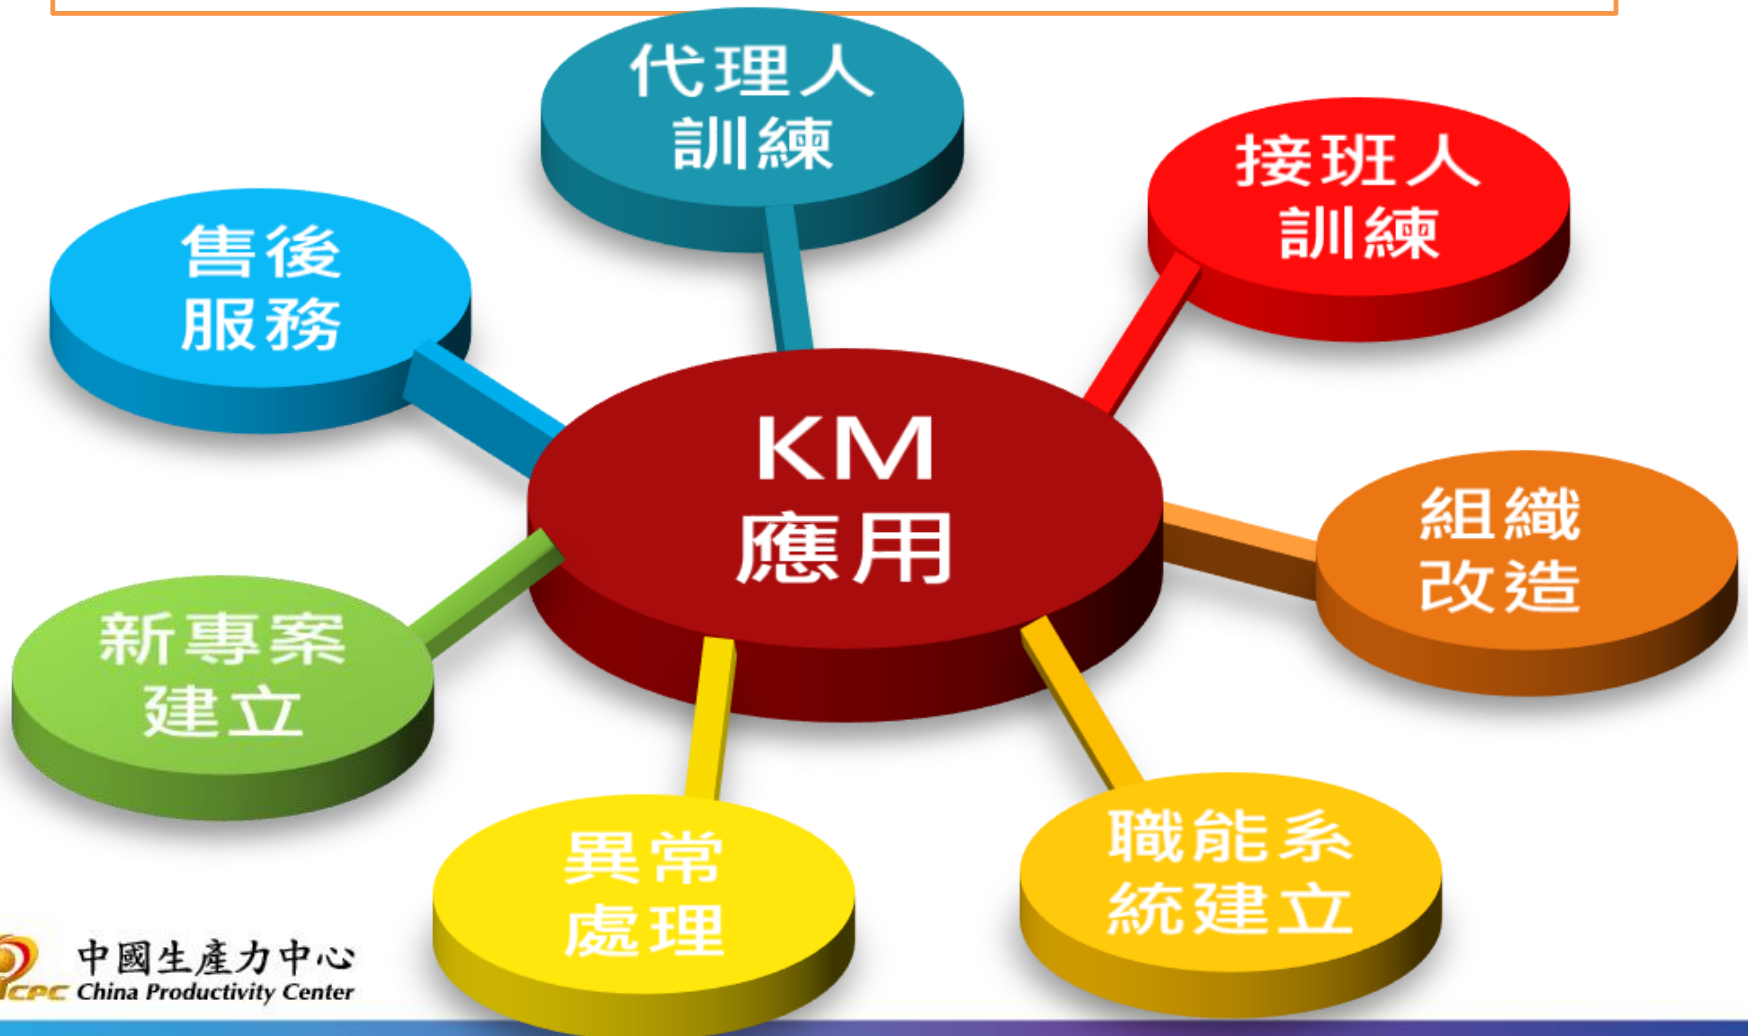 代理人
訓練
接班人
訓練
售後
服務
KM
應用
組織
改造
新專案
建立
異常
處理
職能系
統建立
中國生產力中心
CPC China Productivity Center